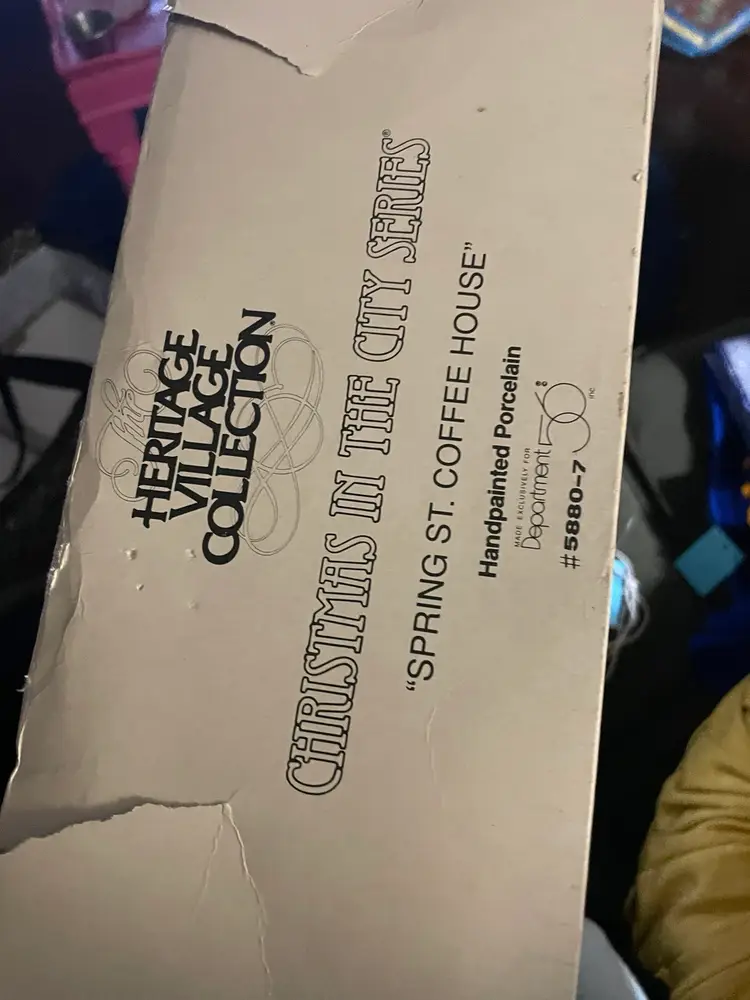 The
HERITAGE
VILLAGE
COLLECTION®
CHRISTMAS IN THE CITY SERIES®
“SPRING ST. COFFEE HOUSE”
Handpainted Porcelain
MADE EXCLUSIVELY FOR
Department 56® inc
#5880-7